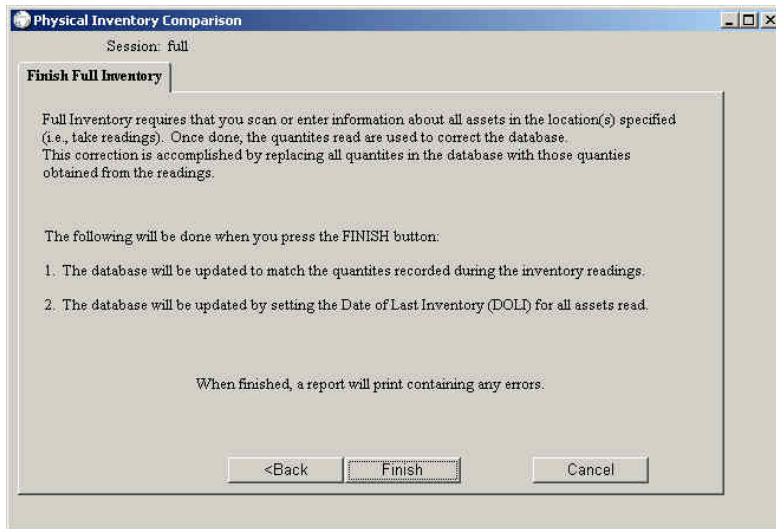 Physical Inventory Comparison
Session: full
Finish Full Inventory
Full Inventory requires that you scan or enter information about all assets in the location(s) specified
(i.e., take readings). Once done, the quantites read are used to correct the database.
This correction is accomplished by replacing all quantites in the database with those quanties
obtained from the readings.
The following will be done when you press the FINISH button:
1. The database will be updated to match the quantites recorded during the inventory readings.
2. The database will be updated by setting the Date of Last Inventory (DOLI) for all assets read.
When finished, a report will print containing any errors.
<Back Finish Cancel